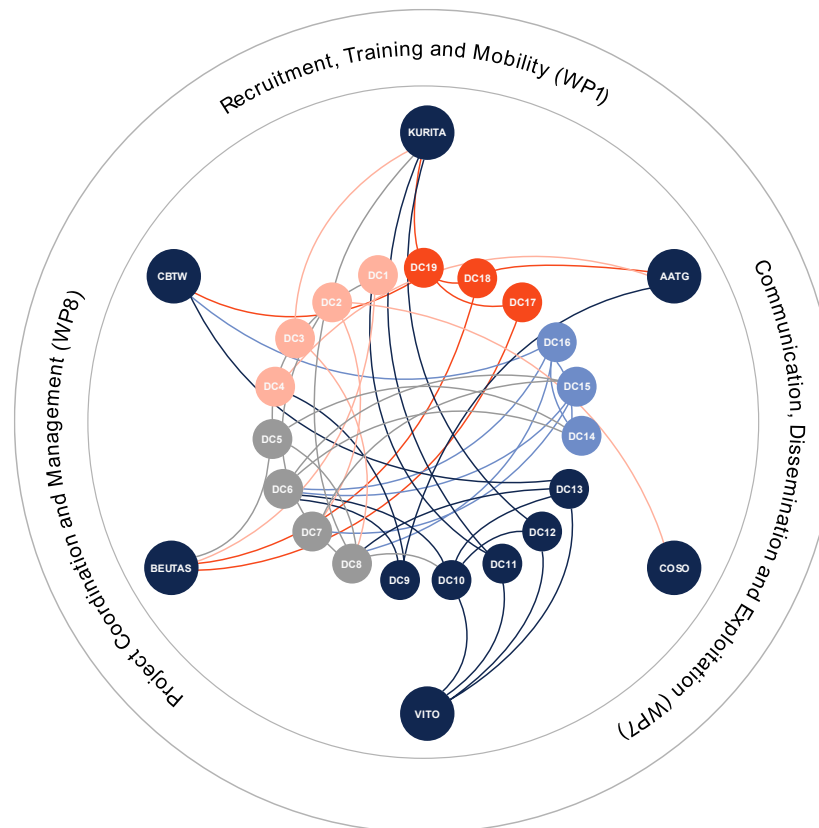 Recruitment, Training and Mobility (WP1)
KURITA
CBTW
AATG
DC1
DC19
DC18
DC2
DC17
DC3
DC16
DC4
DC15
DC5
DC14
DC6
DC13
DC7
DC12
DC8
DC11
DC9
DC10
BEUTAS
COSO
VITO
Project Coordination and Management (WP8)
Communication, Dissemination and Exploitation (WP7)